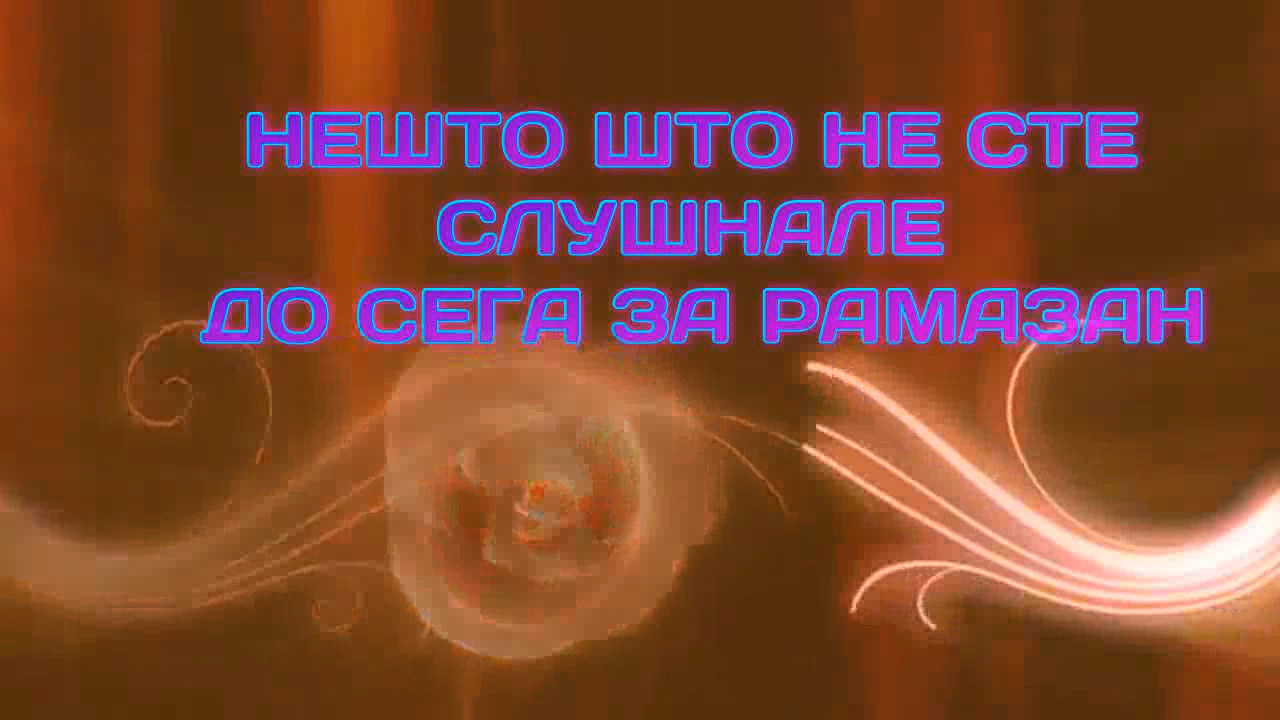 НЕШТО ШТО НЕ СТЕ
СЛУШНАЛЕ
ДО СЕГА ЗА РАМАЗАН